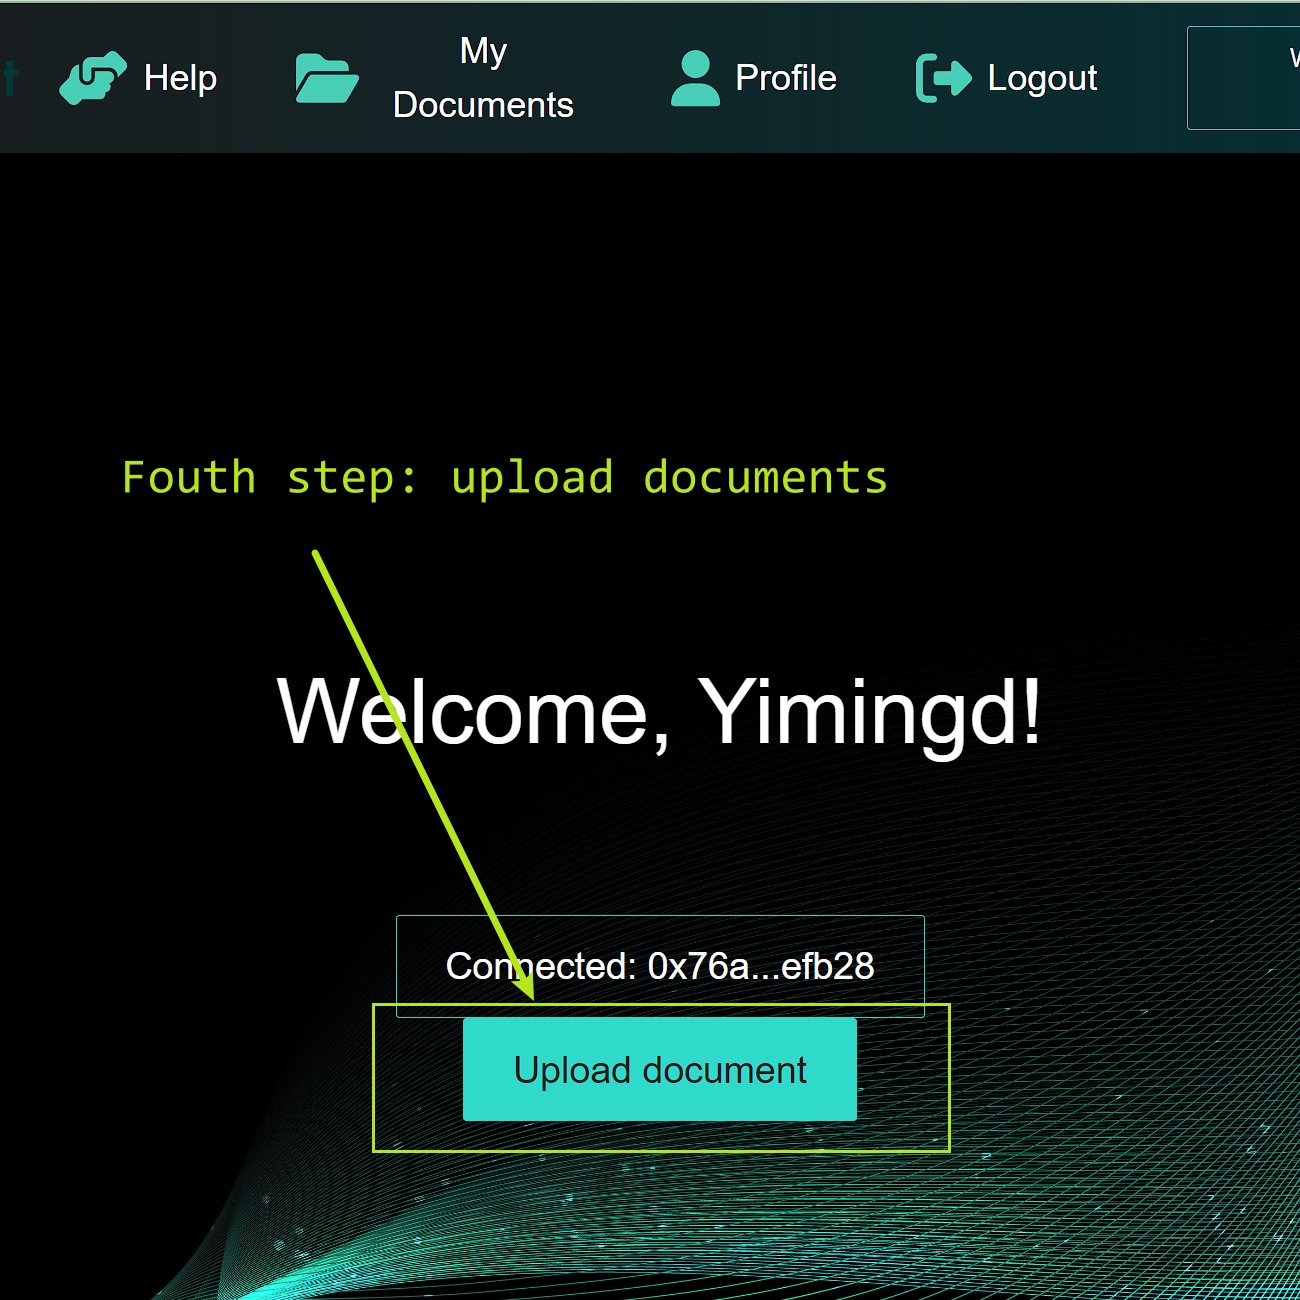 Help
My
Documents
Profile
Logout
Fouth step: upload documents
Welcome, Yimingd!
Connected: 0x76a...efb28
Upload document